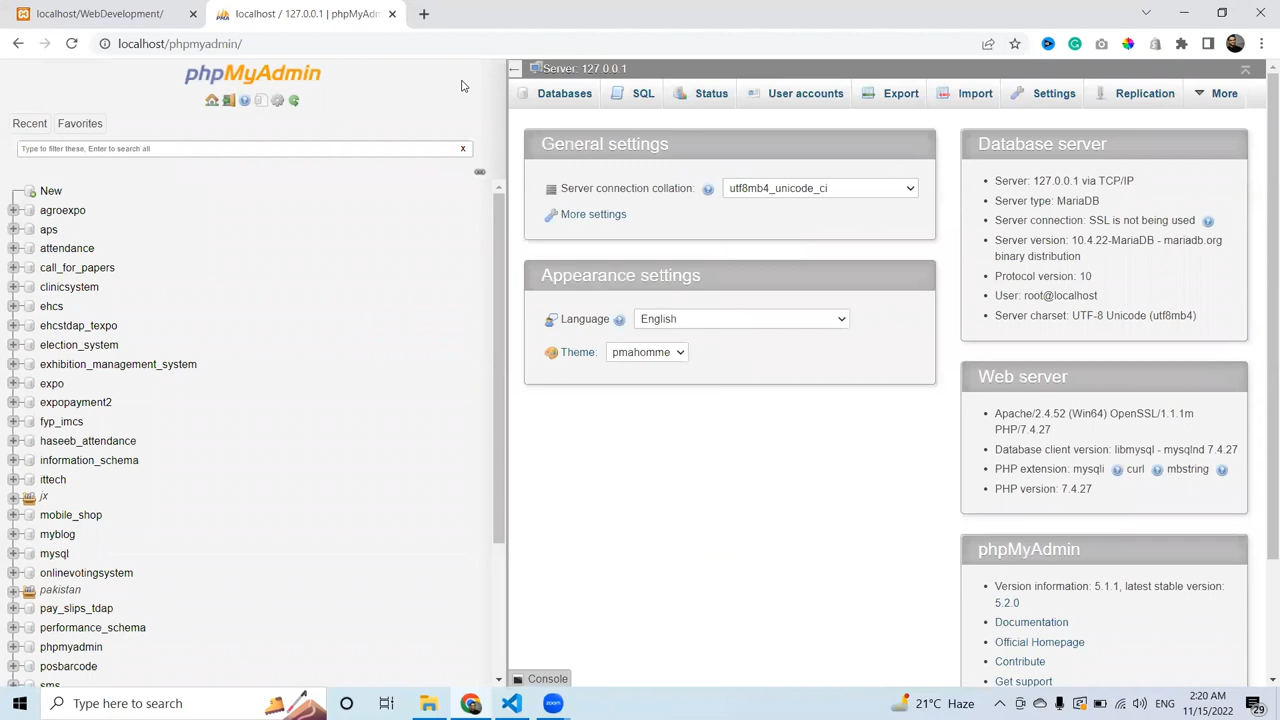 localhost/WebDevelopment/
localhost / 127.0.0.1 | phpMyAdm
localhost/phpmyadmin/
phpMyAdmin
Recent
Favorites
Type to filter these, Enter to search all
X
New
agroexpo
aps
attendance
call_for_papers
clinicsystem
ehcs
ehcstdap_texpo
election_system
exhibition_management_system
expo
expopayment2
fyp_imcs
haseeb_attendance
information_schema
ittech
jx
mobile_shop
myblog
mysql
onlinevotingsystem
pakistan
pay_slips_tdap
performance_schema
phpmyadmin
posbarcode
sms
Server: 127.0.0.1
Databases
SQL
Status
User accounts
Export
Import
Settings
Replication
More
General settings
Server connection collation:
utf8mb4_unicode_ci
More settings
Appearance settings
Language
English
Theme:
pmahomme
Console
Database server
Server: 127.0.0.1 via TCP/IP
Server type: MariaDB
Server connection: SSL is not being used
Server version: 10.4.22-MariaDB - mariadb.org
binary distribution
Protocol version: 10
User: root@localhost
Server charset: UTF-8 Unicode (utf8mb4)
Web server
Apache/2.4.52 (Win64) OpenSSL/1.1.1m
PHP/7.4.27
Database client version: libmysql - mysqlnd 7.4.27
PHP extension: mysqli curl mbstring
PHP version: 7.4.27
phpMyAdmin
Version information: 5.1.1, latest stable version:
5.2.0
Documentation
Official Homepage
Contribute
Get support
Type here to search
zoom
21°C Haze
2:20 AM
11/15/2022
29